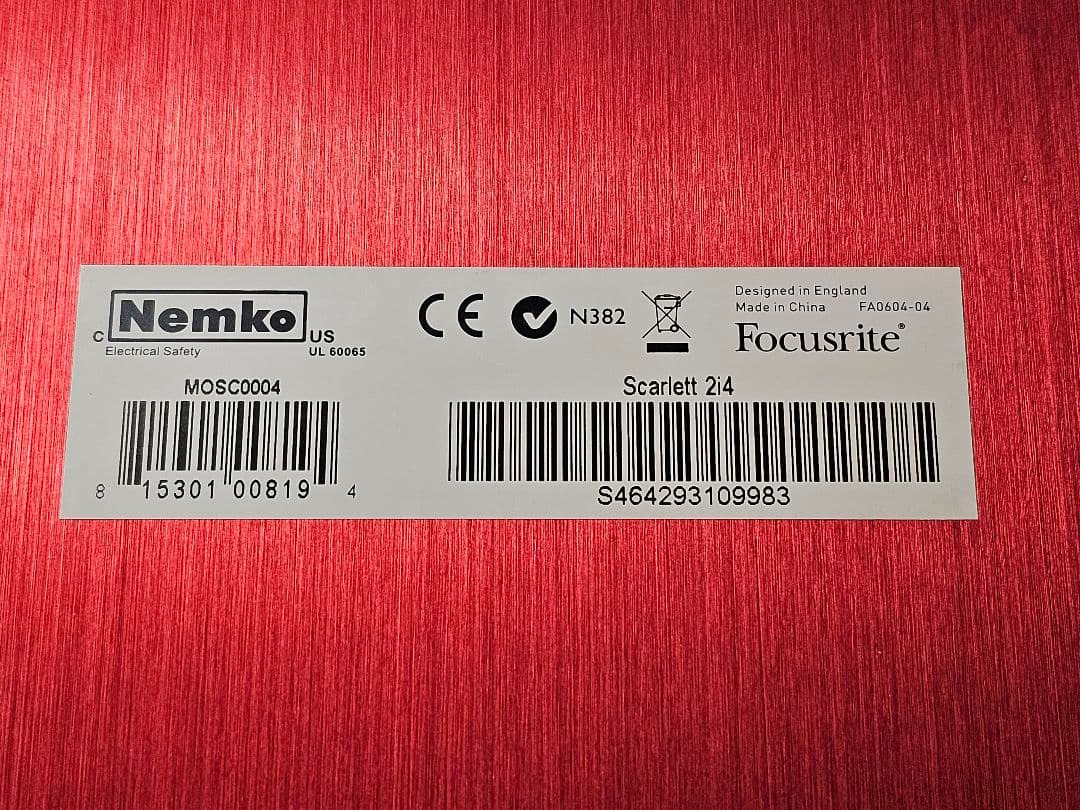 c Nemko US
Electrical Safety UL 60065
CE N382
Designed in England
Made in China FA0604-04
Focusrite®
MOSC0004
8 15301 00819 4
Scarlett 2i4
S464293109983